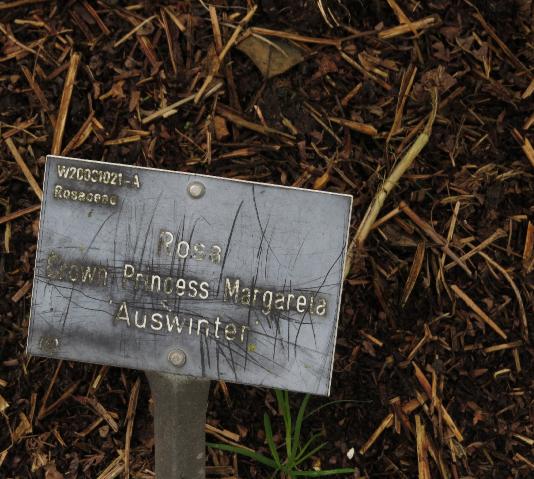 W20001021-A
Rosaceae
Rosa
Crown Princess Margareta
'Auswinter'